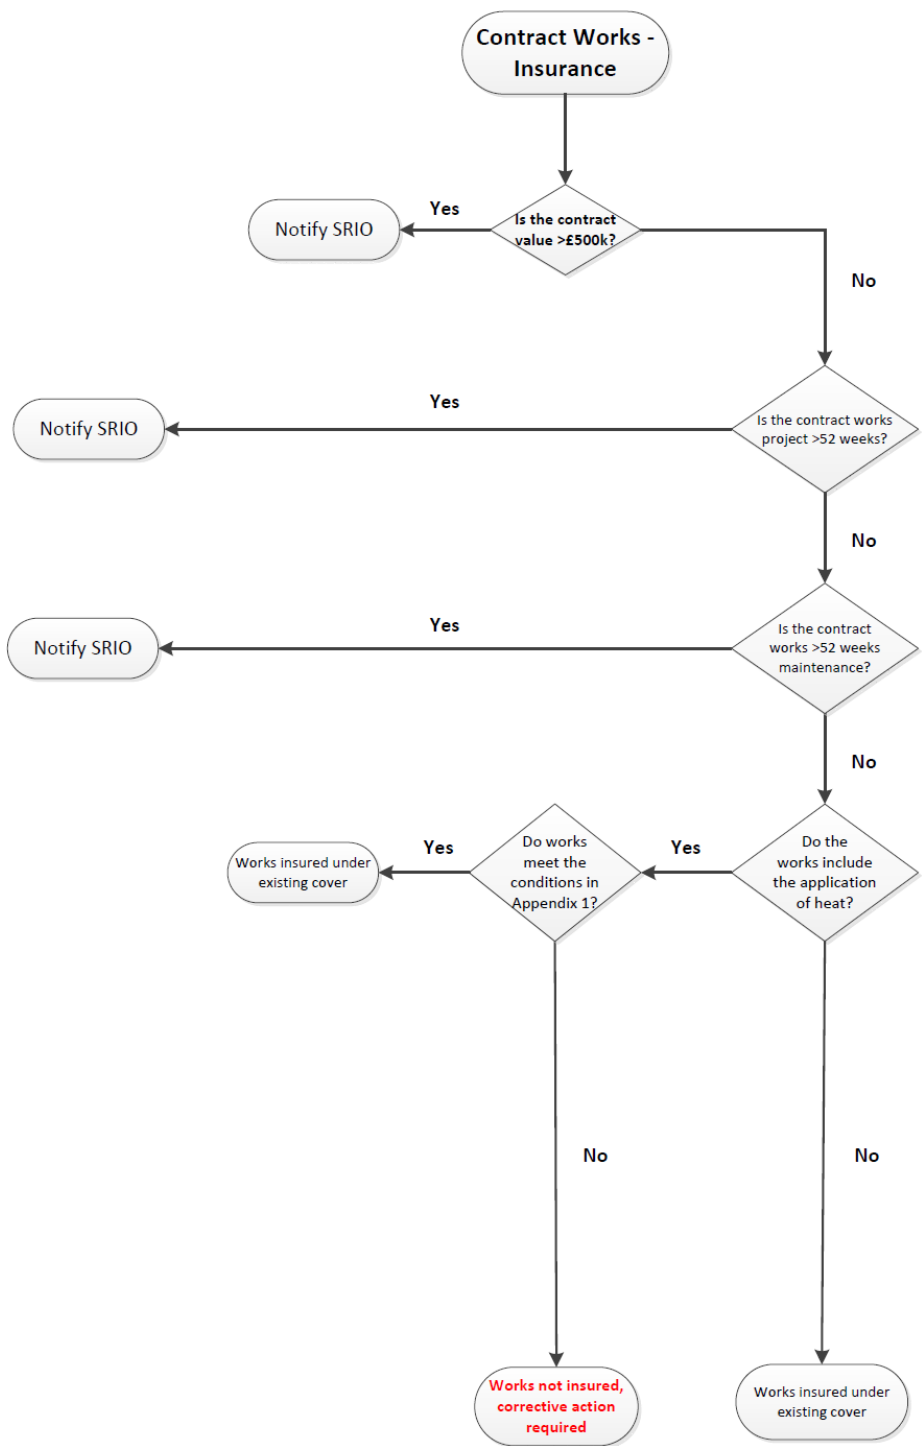 Contract Works -
Insurance
Yes
Is the contract
value >£500k?
Notify SRIO
No
Yes
Is the contract works
project >52 weeks?
Notify SRIO
No
Yes
Is the contract
works >52 weeks
maintenance?
Notify SRIO
No
Do works
meet the
conditions in
Appendix 1?
Yes
Works insured under
existing cover
Yes
Do the
works include
the application
of heat?
No
No
Works not insured,
corrective action
required
Works insured under
existing cover